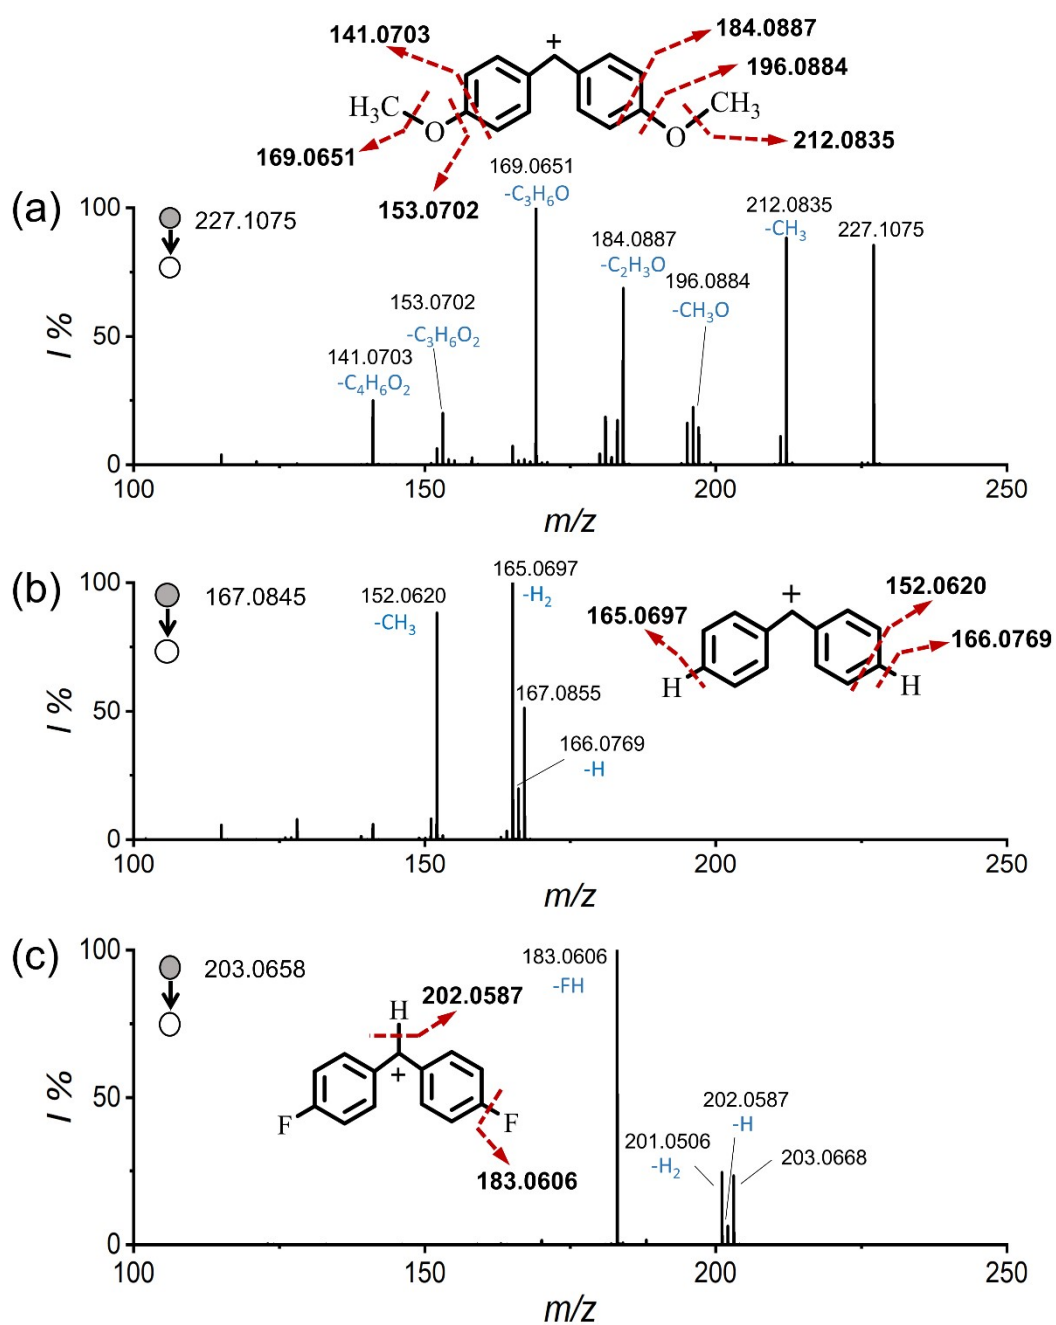 141.0703
+
184.0887
196.0884
H₃C
O
O
CH₃
169.0651
153.0702
212.0835
(a)
227.1075
169.0651
-C₃H₆O
212.0835
-CH₃
227.1075
184.0887
-C₂H₃O
196.0884
-CH₃O
153.0702
-C₃H₆O₂
141.0703
-C₄H₆O₂
100
50
0
I %
100 150 200 250
m/z
(b)
167.0845
152.0620
-CH₃
165.0697
-H₂
167.0855
166.0769
-H
+
165.0697
152.0620
166.0769
H
H
100
50
0
I %
100 150 200 250
m/z
(c)
203.0658
183.0606
-FH
H
202.0587
+
F
F
183.0606
202.0587
-H
201.0506
-H₂
203.0668
100
50
0
I %
100 150 200 250
m/z